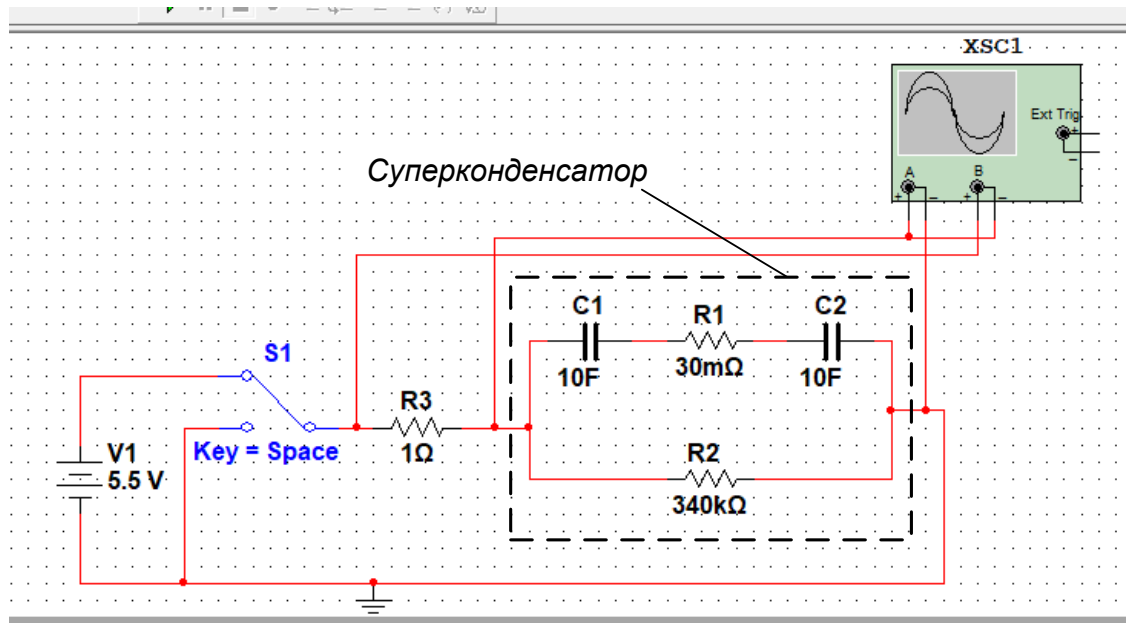 XSC1
Ext Trig
+
−
A
B
+
−
+
−
Суперконденсатор
C1
R1
C2
10F
30mΩ
10F
S1
R3
Key = Space
1Ω
V1
5.5 V
R2
340kΩ